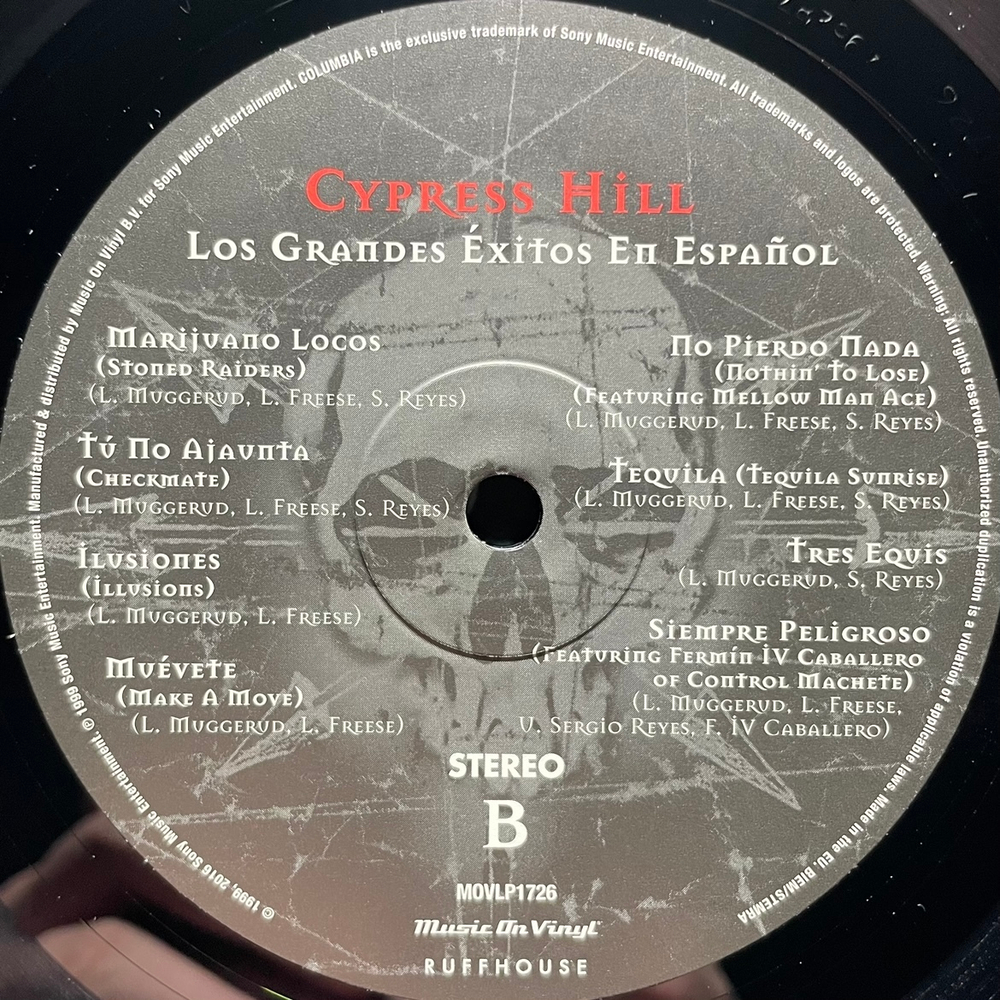 CYPRESS HILL
LOS GRANDES ÉXITOS EN ESPAÑOL
MARIJUANO LOCOS
(STONED RAIDERS)
(L. MUGGERUD, L. FREESE, S. REYES)
TÚ NO AJAUNTA
(CHECKMATE)
(L. MUGGERUD, L. FREESE, S. REYES)
ILUSIONES
(ILLUSIONS)
(L. MUGGERUD, L. FREESE)
MUÉVETE
(MAKE A MOVE)
(L. MUGGERUD, L. FREESE)
NO PIERDO NADA
(NOTHIN' TO LOSE)
(FEATURING MELLOW MAN ACE)
(L. MUGGERUD, L. FREESE, S. REYES)
TEQUILA (TEQUILA SUNRISE)
(L. MUGGERUD, L. FREESE, S. REYES)
TRES EQUIS
(L. MUGGERUD, S. REYES)
SIEMPRE PELIGROSO
(FEATURING FERMÍN IV CABALLERO
OF CONTROL MACHETE)
(L. MUGGERUD, L. FREESE,
U. SERGIO REYES, F. IV CABALLERO)
STEREO
B
MOVLP1726
Music On Vinyl
RUFFHOUSE
℗ 1999 Sony Music Entertainment. Manufactured & distributed by Music On Vinyl B.V. for Sony Music Entertainment. COLUMBIA is the exclusive trademark of Sony Music Entertainment. All trademarks and logos are protected. Warning: All rights reserved. Unauthorized duplication is a violation of applicable laws. Made in the EU. BIEM/STEMRA
© 1999, 2016 Sony Music Entertainment.